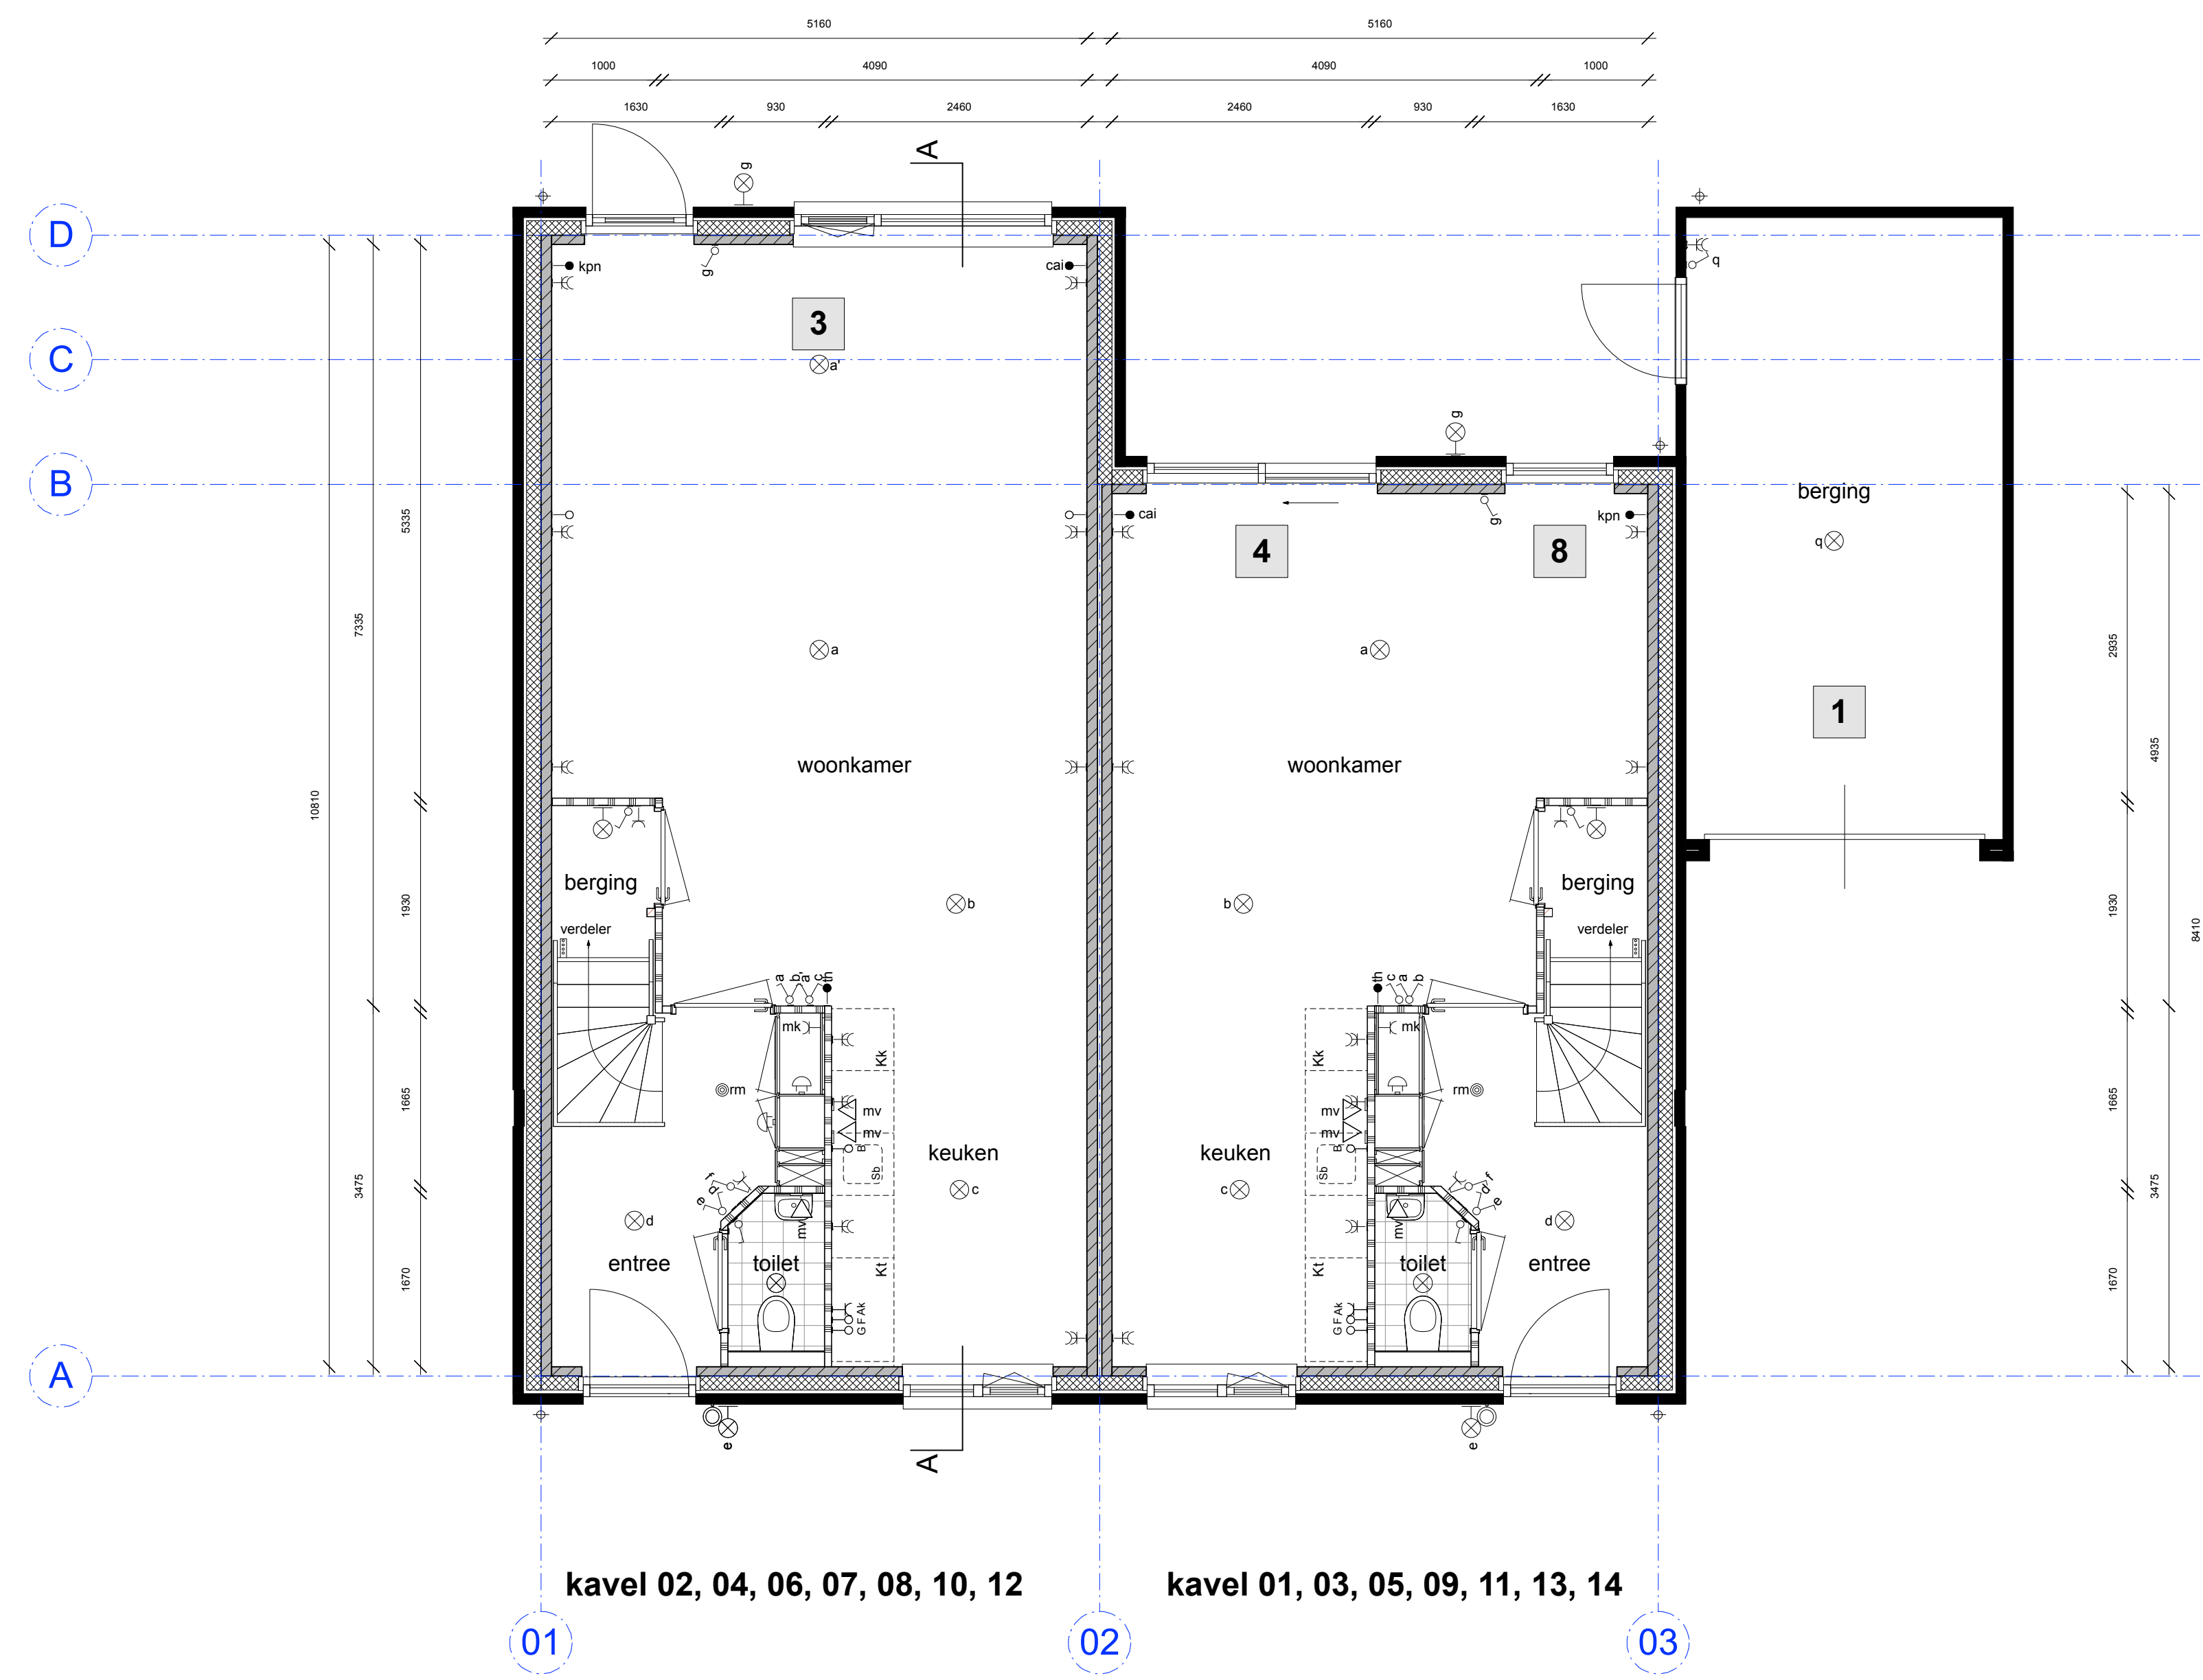 5160 5160
1000 4090 4090 1000
1630 930 2460 2460 930 1630
A
g
D
kpn cai
g
q
3
C
a'
g
B
cai kpn
g'
berging
4 8
q
5335
7335
10810
a a
2935
1
4935
woonkamer woonkamer
berging berging
b b
1930 1930
8410
verdeler verdeler
a b' a' c th th c a b
mk mk
Kk Kk
rm rm
1665 1665
mv mv
mv mv
B B
Sb Sb
keuken keuken
c c
3475 3475
f d' e f d' e
d d
mv mv
entree toilet toilet entree
Kt Kt
1670 1670
G F Ak G F Ak
A
e e
A
kavel 02, 04, 06, 07, 08, 10, 12 kavel 01, 03, 05, 09, 11, 13, 14
01 02 03